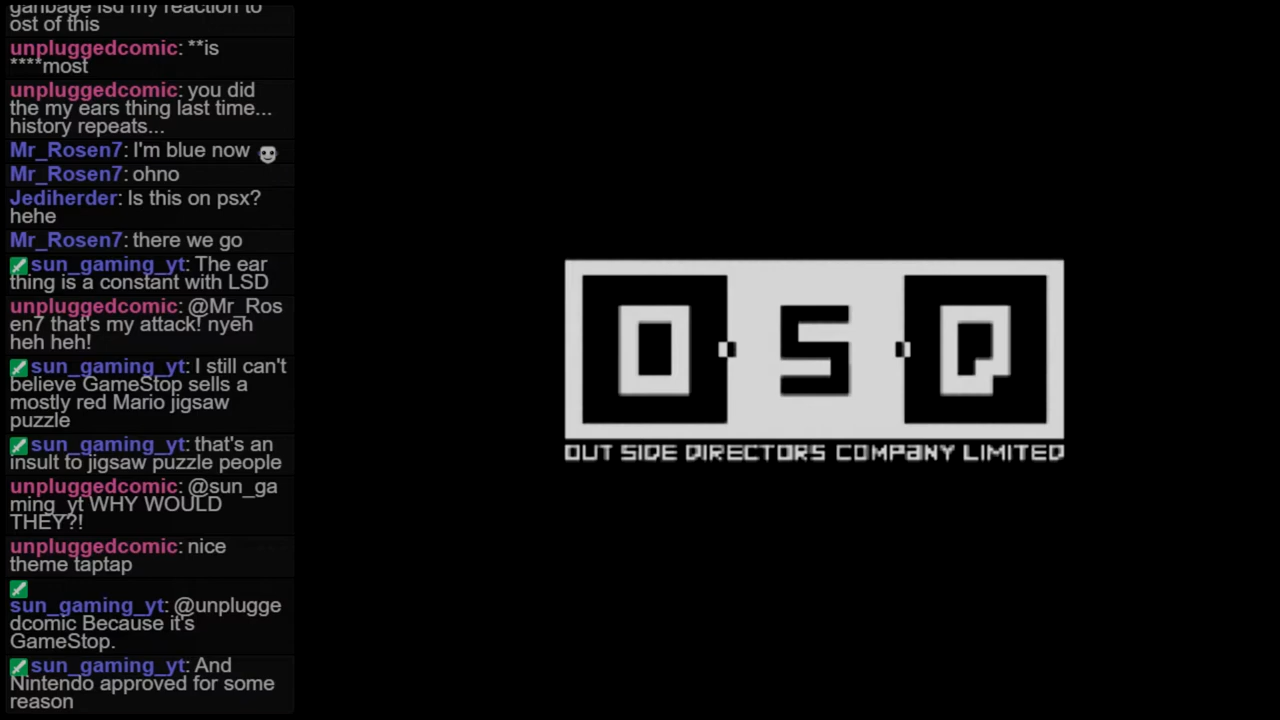 ganbage lsd my reaction to
ost of this
unpluggedcomic: **is
****most
unpluggedcomic: you did
the my ears thing last time...
history repeats...
Mr_Rosen7: I'm blue now
Mr_Rosen7: ohno
Jediherder: Is this on psx?
hehe
Mr_Rosen7: there we go
sun_gaming_yt: The ear
thing is a constant with LSD
unpluggedcomic: @Mr_Ros
en7 that's my attack! nyeh
heh heh!
sun_gaming_yt: I still can't
believe GameStop sells a
mostly red Mario jigsaw
puzzle
sun_gaming_yt: that's an
insult to jigsaw puzzle people
unpluggedcomic: @sun_ga
ming_yt WHY WOULD
THEY?!
unpluggedcomic: nice
theme taptap
sun_gaming_yt: @unplugge
dcomic Because it's
GameStop.
sun_gaming_yt: And
Nintendo approved for some
reason
O S D
OUT SIDE DIRECTORS COMPANY LIMITED